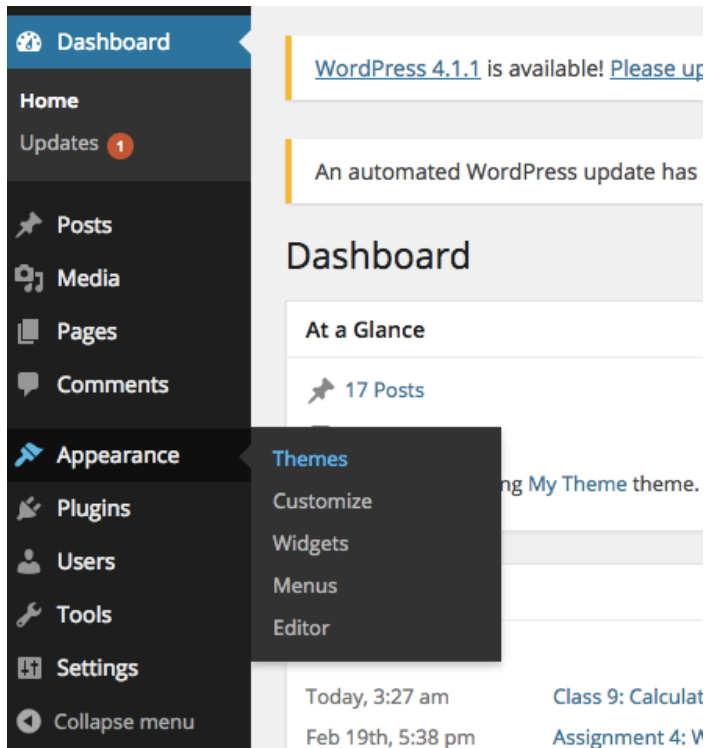 Dashboard
Home
Updates 1
Posts
Media
Pages
Comments
Appearance
Plugins
Users
Tools
Settings
Collapse menu
Themes
Customize
Widgets
Menus
Editor
WordPress 4.1.1 is available! Please up
An automated WordPress update has
Dashboard
At a Glance
17 Posts
ng My Theme theme.
Today, 3:27 am Class 9: Calculat
Feb 19th, 5:38 pm Assignment 4: W